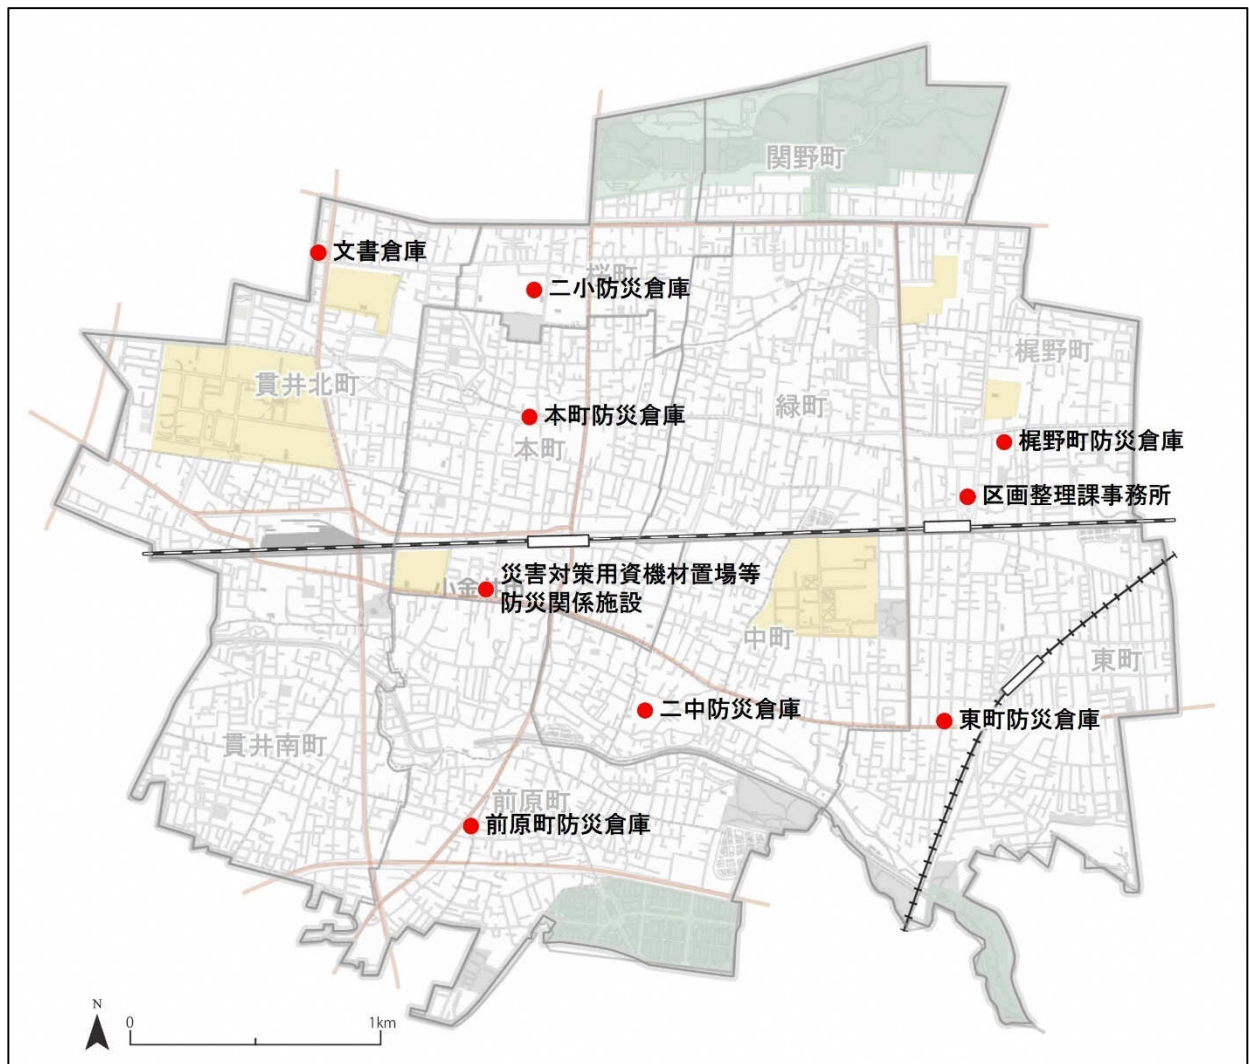 関野町
文書倉庫
桜町
二小防災倉庫
梶野町
貫井北町
緑町
本町防災倉庫
本町
梶野町防災倉庫
区画整理課事務所
災害対策用資機材置場等
小金井市
防災関係施設
中町
東町
二中防災倉庫
東町防災倉庫
貫井南町
前原町
前原町防災倉庫
N
0
1km